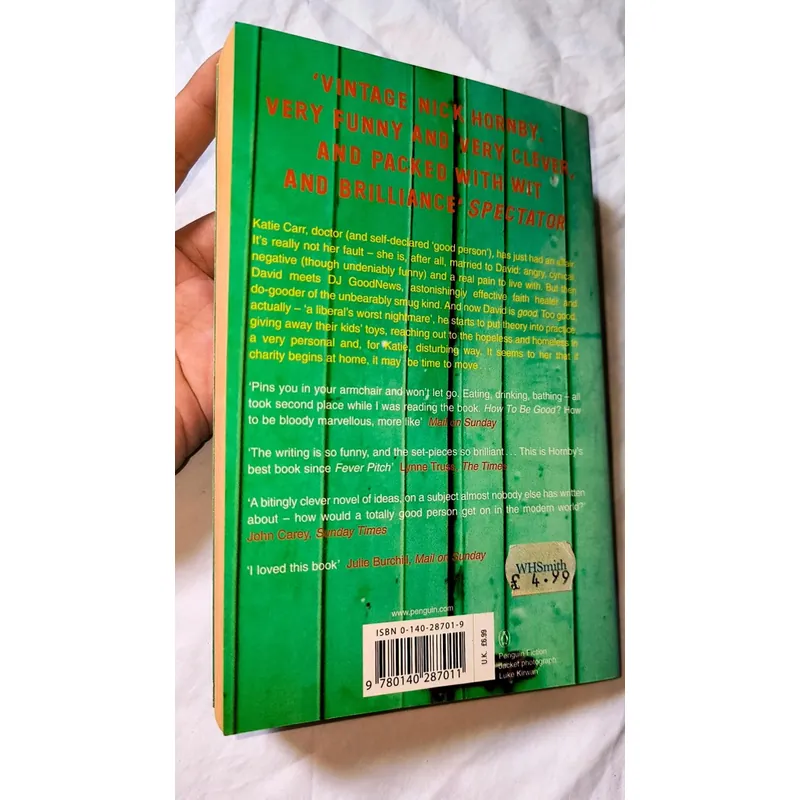 ‘VINTAGE NICK HORNBY.
VERY FUNNY AND VERY CLEVER,
AND PACKED WITH WIT
AND BRILLIANCE’ SPECTATOR
Katie Carr, doctor (and self-declared ‘good person’), has just had an affair.
It's really not her fault – she is, after all, married to David: angry, cynical,
negative (though undeniably funny) and a real pain to live with. But then
David meets DJ GoodNews, astonishingly effective faith healer and
do-gooder of the unbearably smug kind. And now David is good. Too good,
actually – ‘a liberal's worst nightmare’, he starts to put theory into practice,
giving away their kids' toys, reaching out to the hopeless and homeless in
a very personal and, for Katie, disturbing way. It seems to her that if
charity begins at home, it may be time to move . . .
‘Pins you in your armchair and won't let go. Eating, drinking, bathing – all
took second place while I was reading the book. How To Be Good? How
to be bloody marvellous, more like’ Mail on Sunday
‘The writing is so funny, and the set-pieces so brilliant . . . This is Hornby's
best book since Fever Pitch’ Lynne Truss, The Times
‘A bitingly clever novel of ideas, on a subject almost nobody else has written
about – how would a totally good person get on in the modern world?’
John Carey, Sunday Times
‘I loved this book’ Julie Burchill, Mail on Sunday
WHSmith
£ 4.99
www.penguin.com
ISBN 0-140-28701-9
9 780140 287011
U.K. £6.99
Penguin Fiction
Jacket photograph:
Luke Kirwan